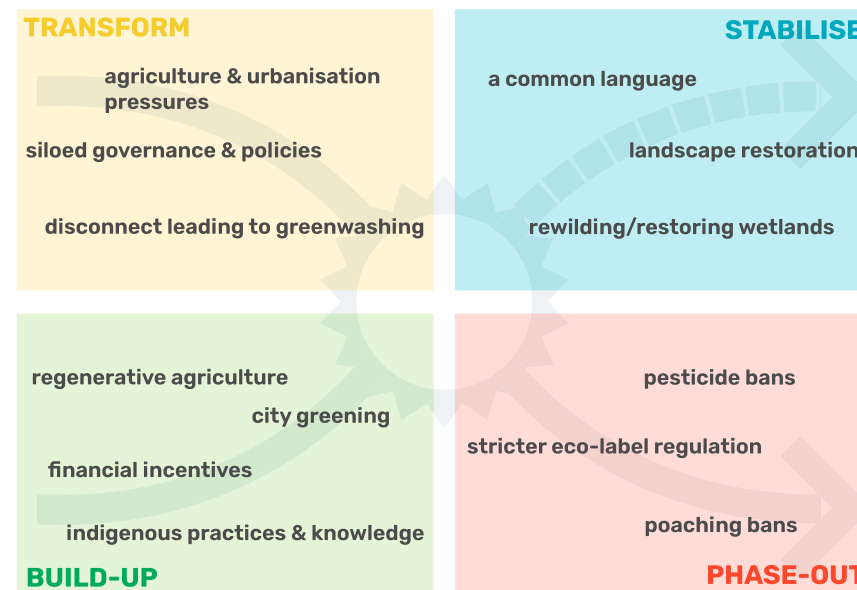 TRANSFORM
agriculture & urbanisation
pressures
siloed governance & policies
disconnect leading to greenwashing
STABILISE
a common language
landscape restoration
rewilding/restoring wetlands
regenerative agriculture
city greening
financial incentives
indigenous practices & knowledge
BUILD-UP
pesticide bans
stricter eco-label regulation
poaching bans
PHASE-OUT